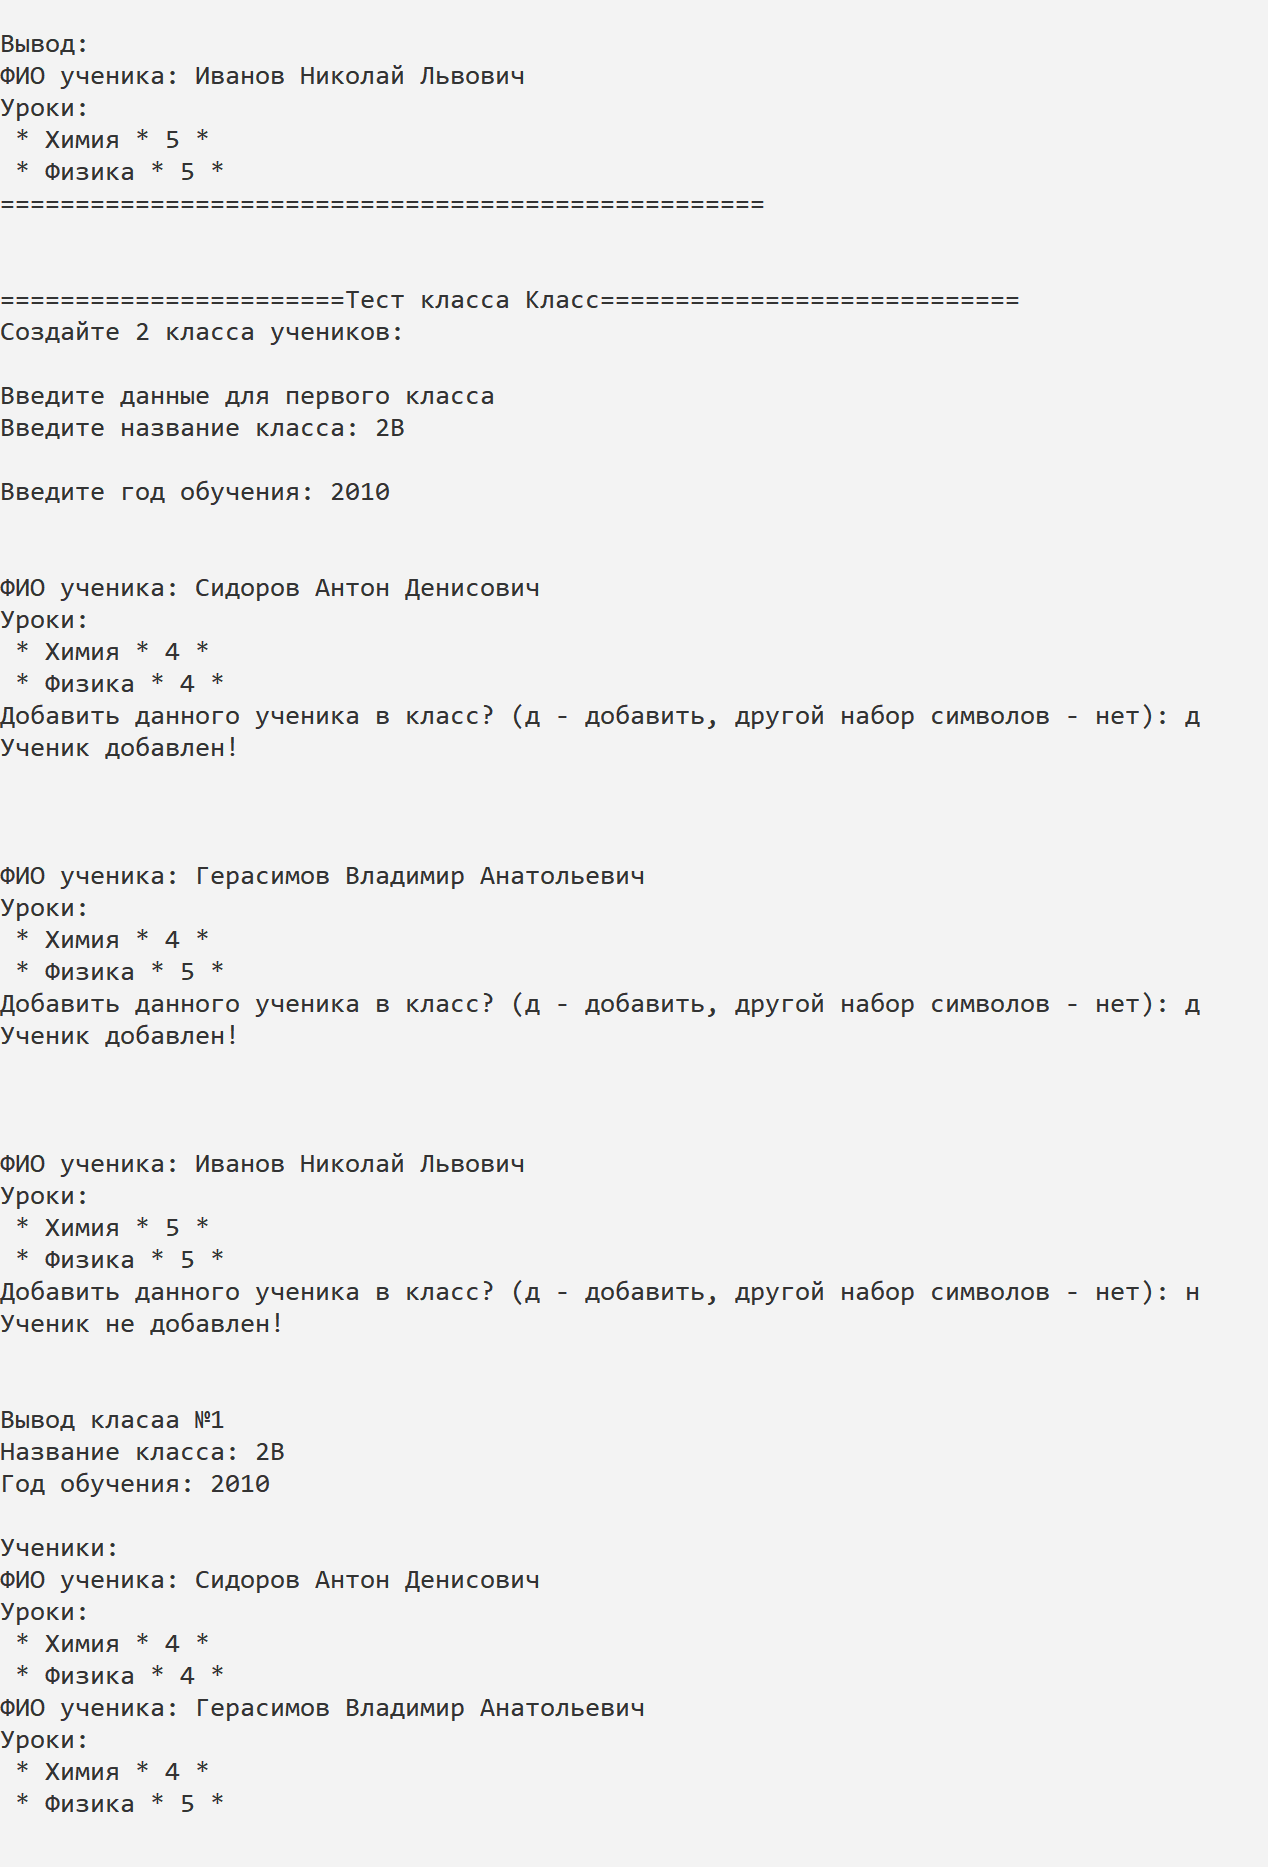 Вывод:
ФИО ученика: Иванов Николай Львович
Уроки:
 * Химия * 5 *
 * Физика * 5 *
===================================================
=======================Тест класса Класс============================
Создайте 2 класса учеников:
Введите данные для первого класса
Введите название класса: 2В
Введите год обучения: 2010
ФИО ученика: Сидоров Антон Денисович
Уроки:
 * Химия * 4 *
 * Физика * 4 *
Добавить данного ученика в класс? (д - добавить, другой набор символов - нет): д
Ученик добавлен!
ФИО ученика: Герасимов Владимир Анатольевич
Уроки:
 * Химия * 4 *
 * Физика * 5 *
Добавить данного ученика в класс? (д - добавить, другой набор символов - нет): д
Ученик добавлен!
ФИО ученика: Иванов Николай Львович
Уроки:
 * Химия * 5 *
 * Физика * 5 *
Добавить данного ученика в класс? (д - добавить, другой набор символов - нет): н
Ученик не добавлен!
Вывод класаа №1
Название класса: 2В
Год обучения: 2010
Ученики:
ФИО ученика: Сидоров Антон Денисович
Уроки:
 * Химия * 4 *
 * Физика * 4 *
ФИО ученика: Герасимов Владимир Анатольевич
Уроки:
 * Химия * 4 *
 * Физика * 5 *